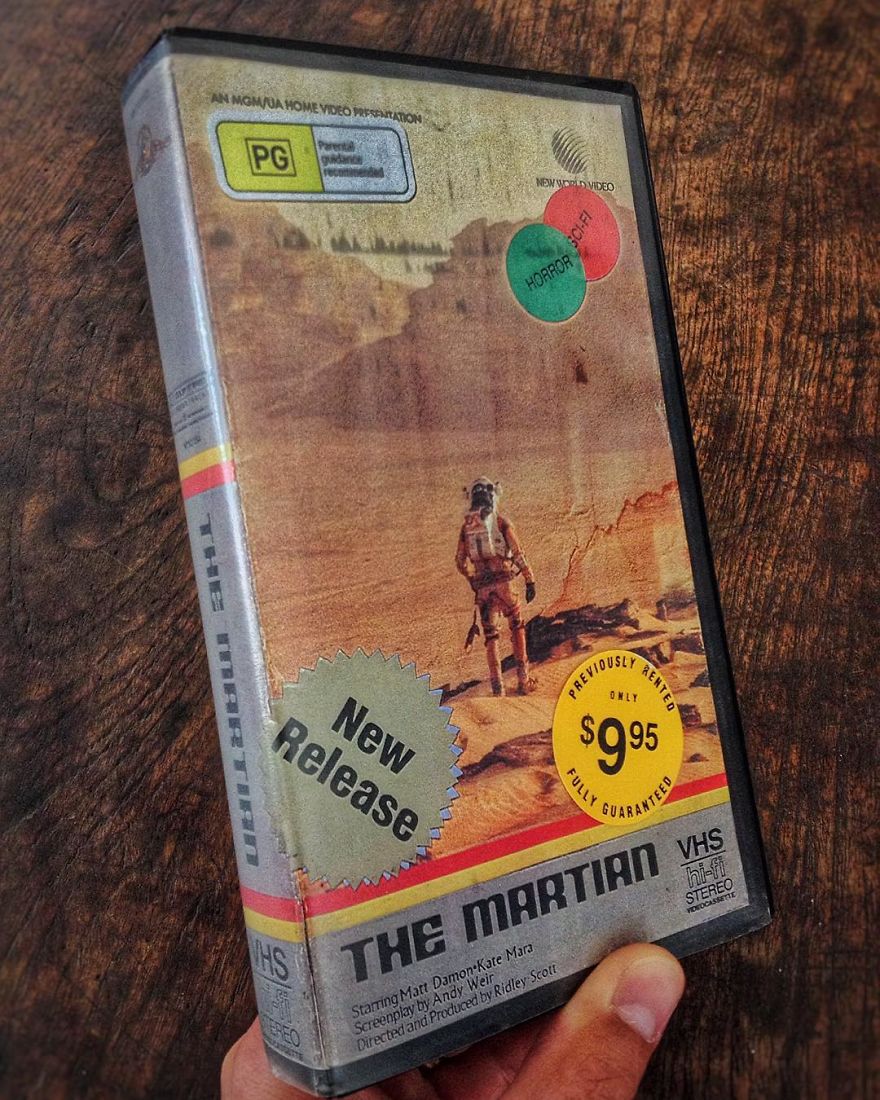 AN MGM/UA HOME VIDEO PRESENTATION
PG
Parental
guidance
recommended
NEW WORLD VIDEO
SCI-FI
HORROR
THE MARTIAN
New
Release
PREVIOUSLY RENTED
ONLY
$9.95
FULLY GUARANTEED
THE MARTIAN
Starring Matt Damon•Kate Mara
Screenplay by Andy Weir
Directed and Produced by Ridley Scott
VHS
hi-fi
STEREO
VIDEOCASSETTE
VHS
hi-fi
STEREO
VIDEOCASSETTE